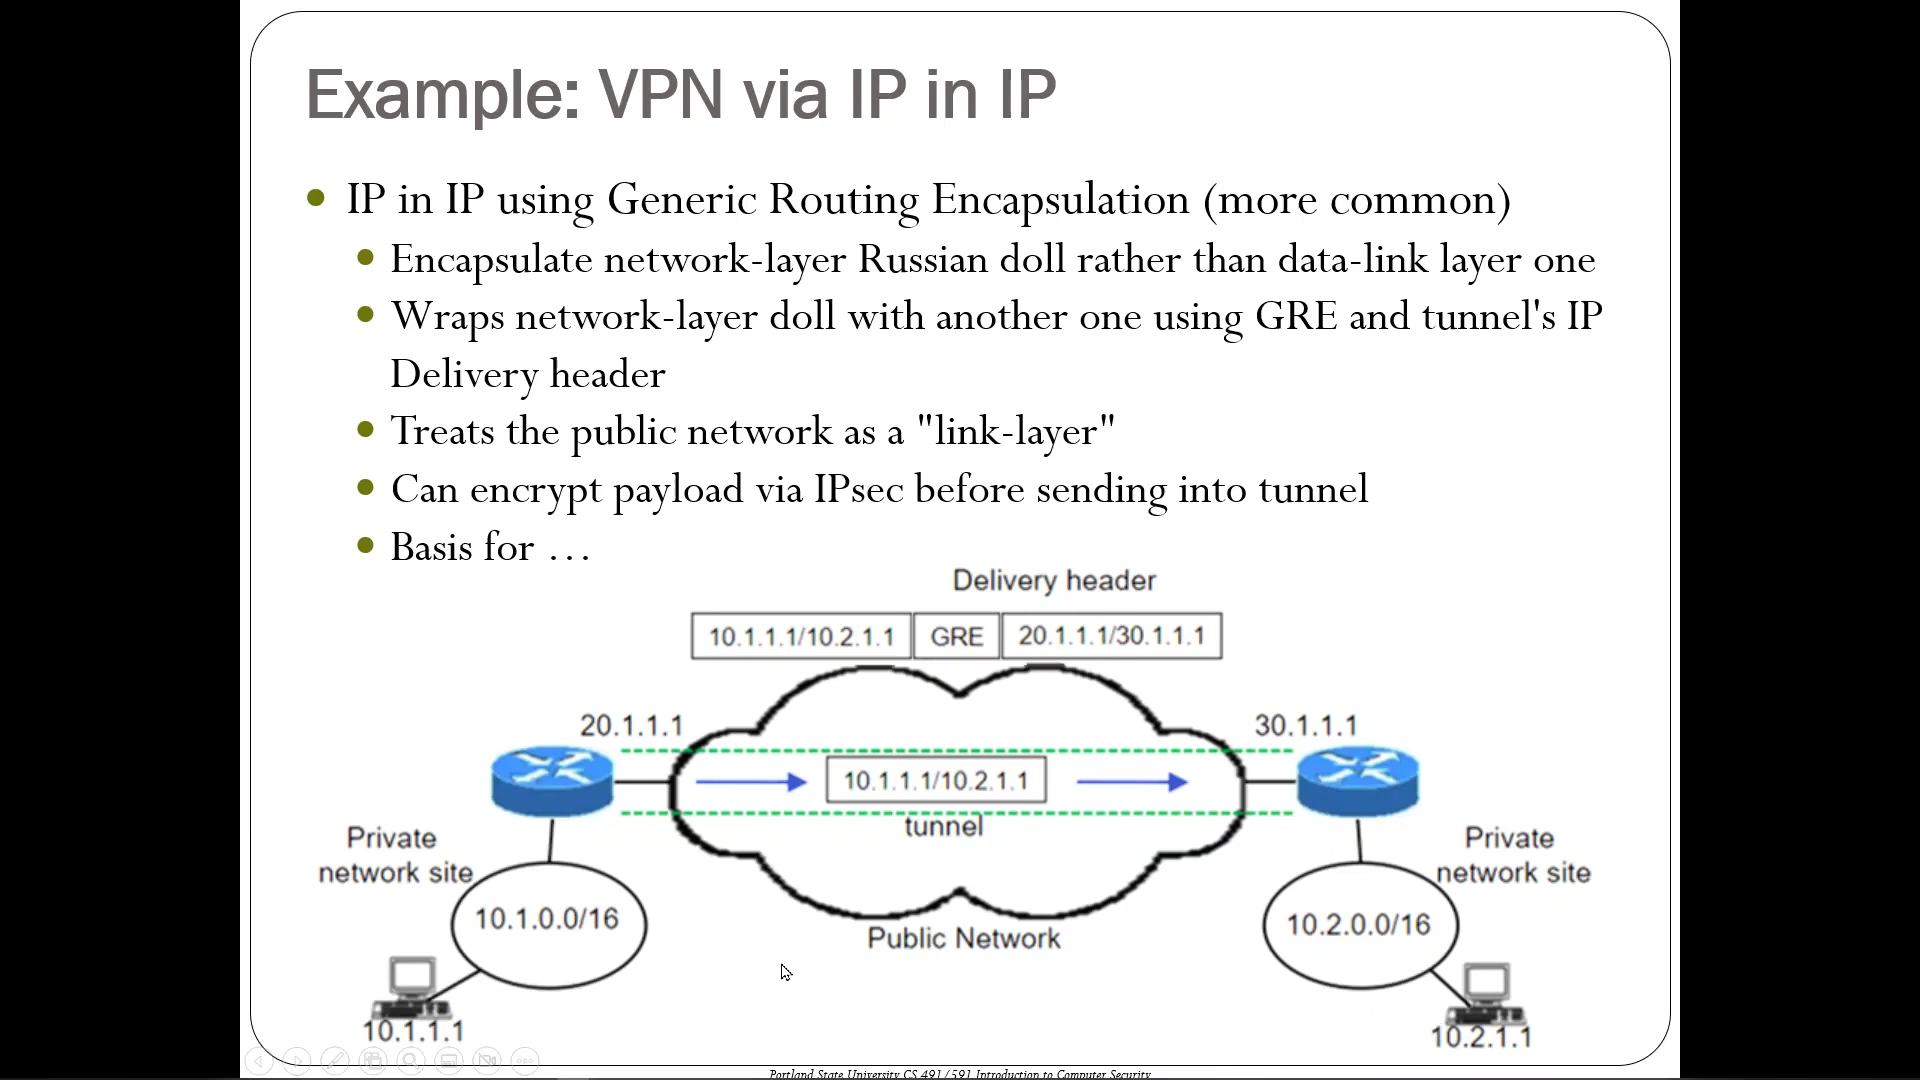 Example: VPN via IP in IP
IP in IP using Generic Routing Encapsulation (more common)
Encapsulate network-layer Russian doll rather than data-link layer one
Wraps network-layer doll with another one using GRE and tunnel's IP
Delivery header
Treats the public network as a "link-layer"
Can encrypt payload via IPsec before sending into tunnel
Basis for …
Delivery header
10.1.1.1/10.2.1.1 GRE 20.1.1.1/30.1.1.1
20.1.1.1
30.1.1.1
10.1.1.1/10.2.1.1
tunnel
Private
network site
Private
network site
10.1.0.0/16
10.2.0.0/16
Public Network
10.1.1.1
10.2.1.1
Portland State University CS 491/591 Introduction to Computer Security